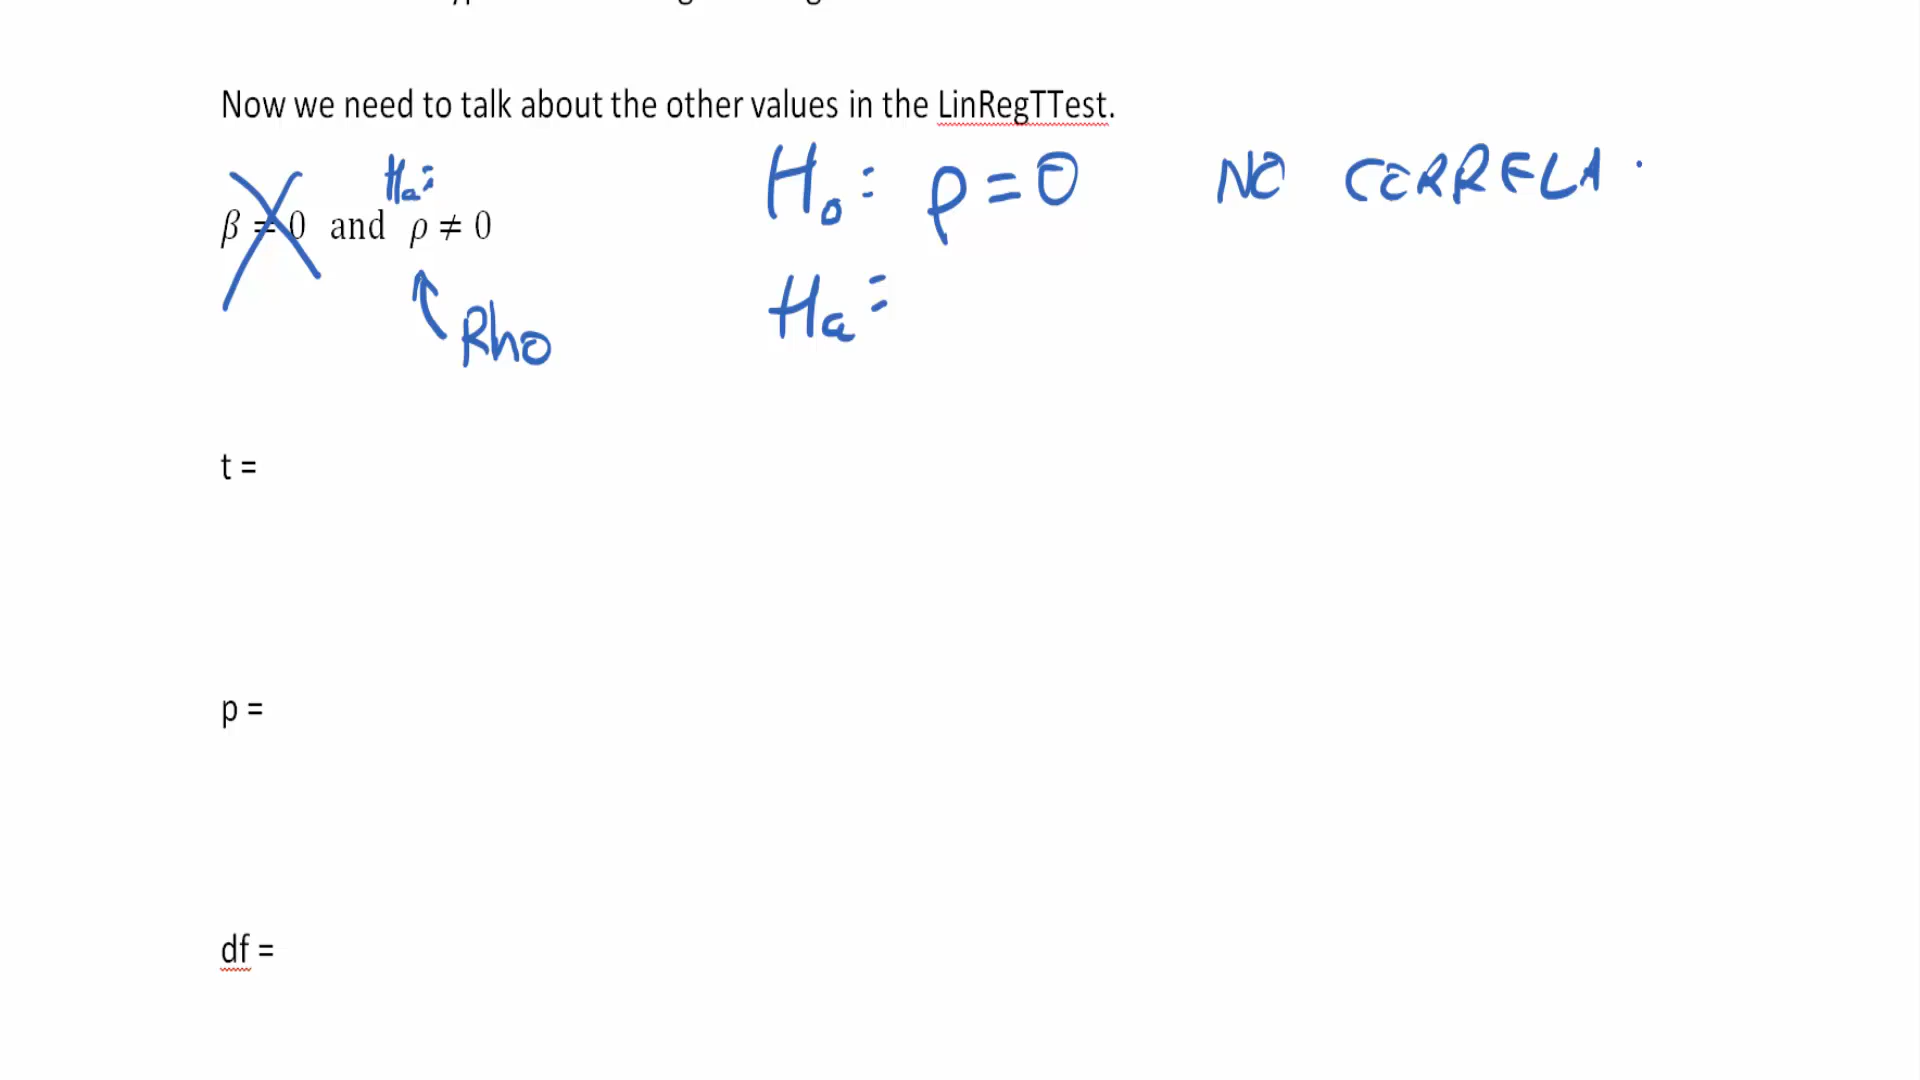 Now we need to talk about the other values in the LinRegTTest.
Ha:
β = 0 and ρ ≠ 0
Rho
H₀: ρ=0 NO CORRELA
Ha:
t =
p =
df =